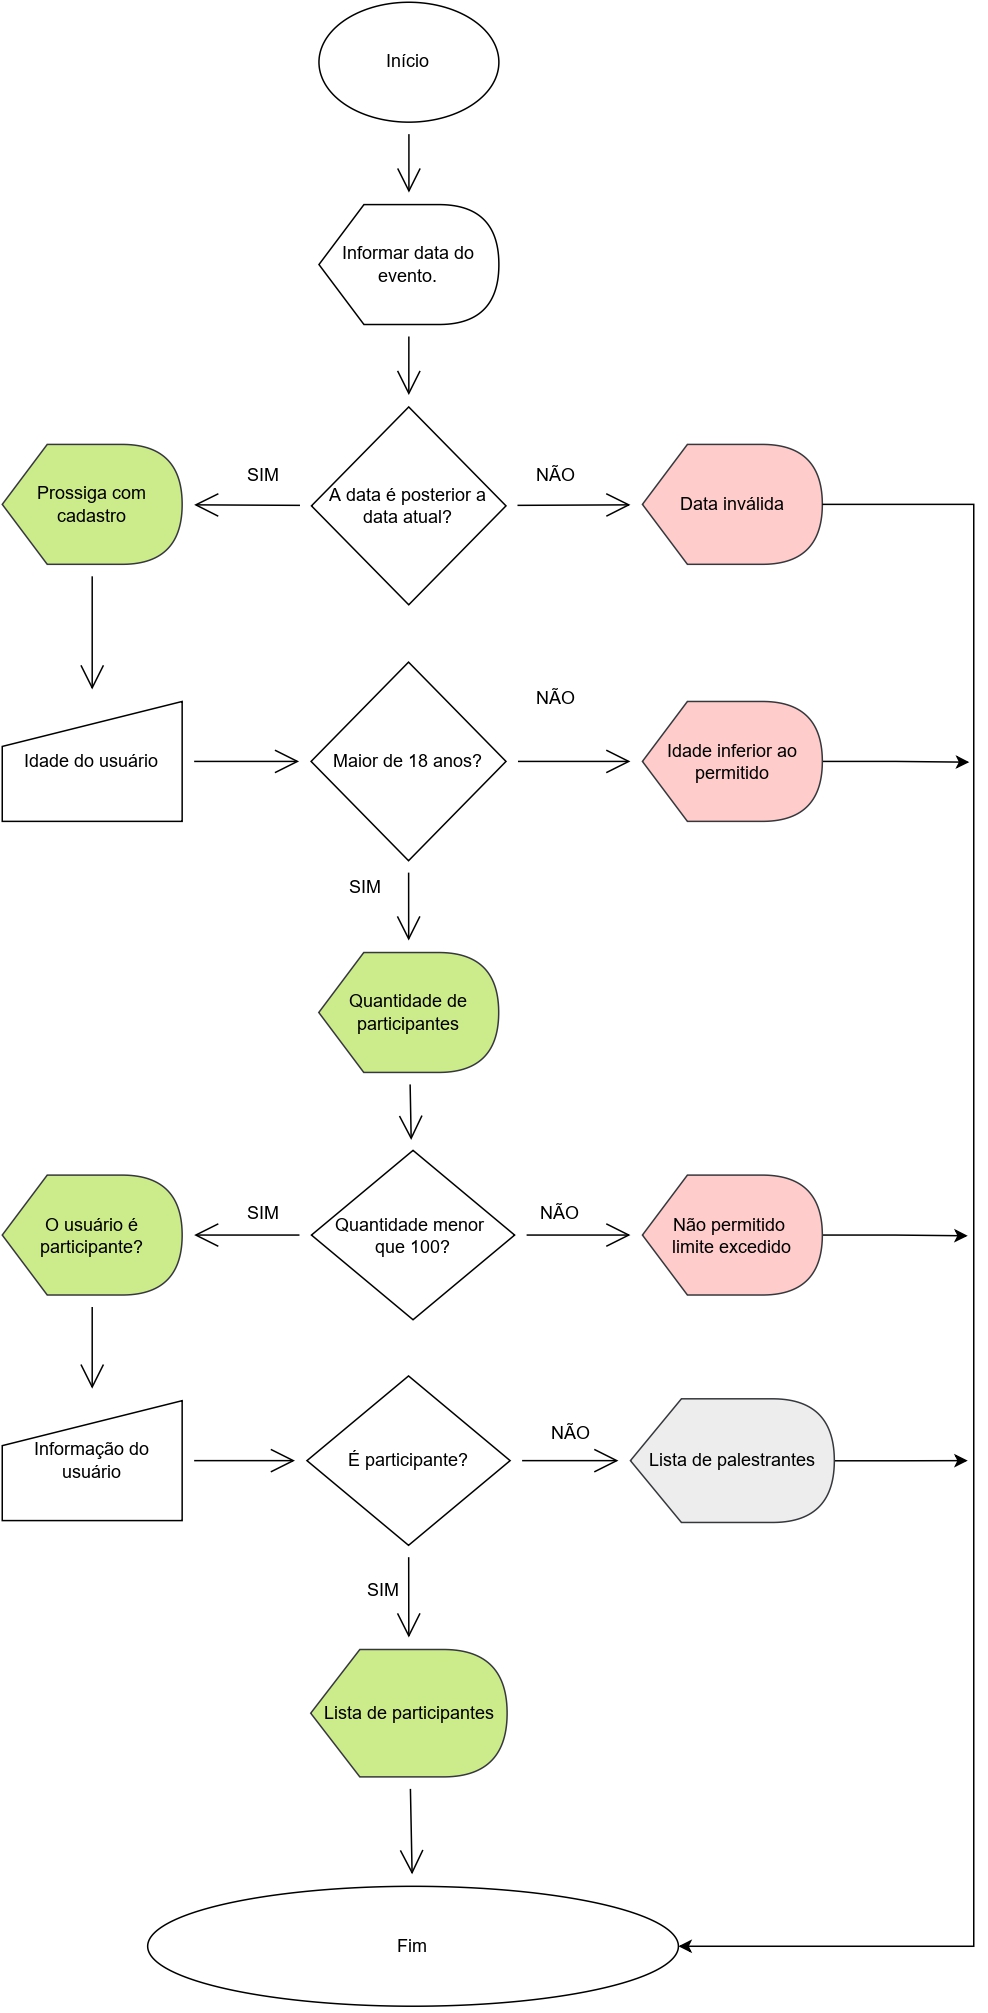 Início
Informar data do
evento.
SIM
NÃO
Prossiga com
cadastro
A data é posterior a
data atual?
Data inválida
NÃO
Idade do usuário
Maior de 18 anos?
Idade inferior ao
permitido
SIM
Quantidade de
participantes
SIM
NÃO
O usuário é
participante?
Quantidade menor
que 100?
Não permitido
limite excedido
NÃO
Informação do
usuário
É participante?
Lista de palestrantes
SIM
Lista de participantes
Fim